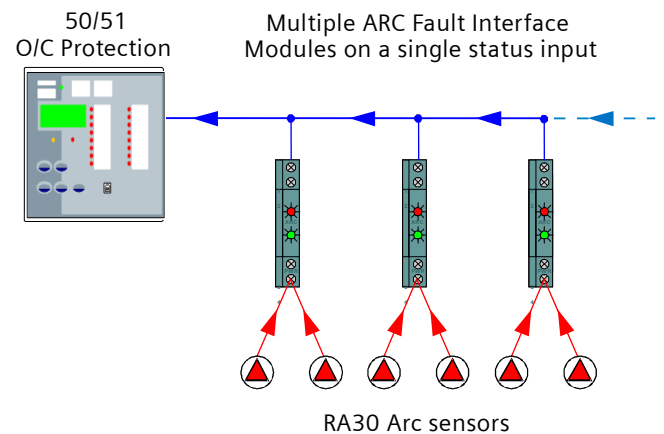 50/51
O/C Protection
Multiple ARC Fault Interface
Modules on a single status input
RA30 Arc sensors